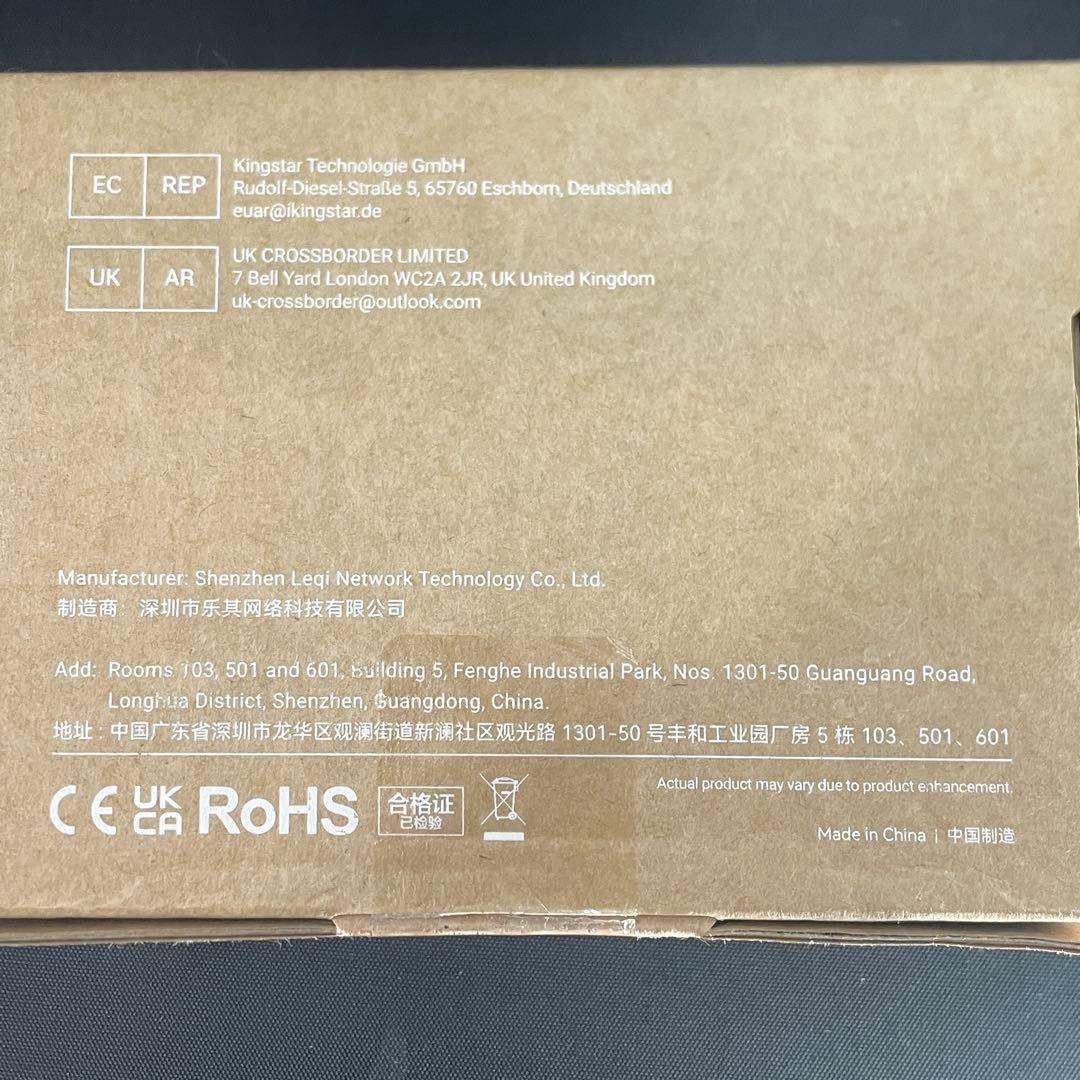 EC REP
Kingstar Technologie GmbH
Rudolf-Diesel-Straße 5, 65760 Eschborn, Deutschland
euar@ikingstar.de
UK AR
UK CROSSBORDER LIMITED
7 Bell Yard London WC2A 2JR, UK United Kingdom
uk-crossborder@outlook.com
Manufacturer: Shenzhen Leqi Network Technology Co., Ltd.
制造商：深圳市乐其网络科技有限公司
Add: Rooms 103, 501 and 601, Building 5, Fenghe Industrial Park, Nos. 1301-50 Guanguang Road,
Longhua District, Shenzhen, Guangdong, China.
地址：中国广东省深圳市龙华区观澜街道新澜社区观光路 1301-50 号丰和工业园厂房 5 栋 103、501、601
Actual product may vary due to product enhancement.
CE UK CA RoHS 合格证 已检验
Made in China | 中国制造